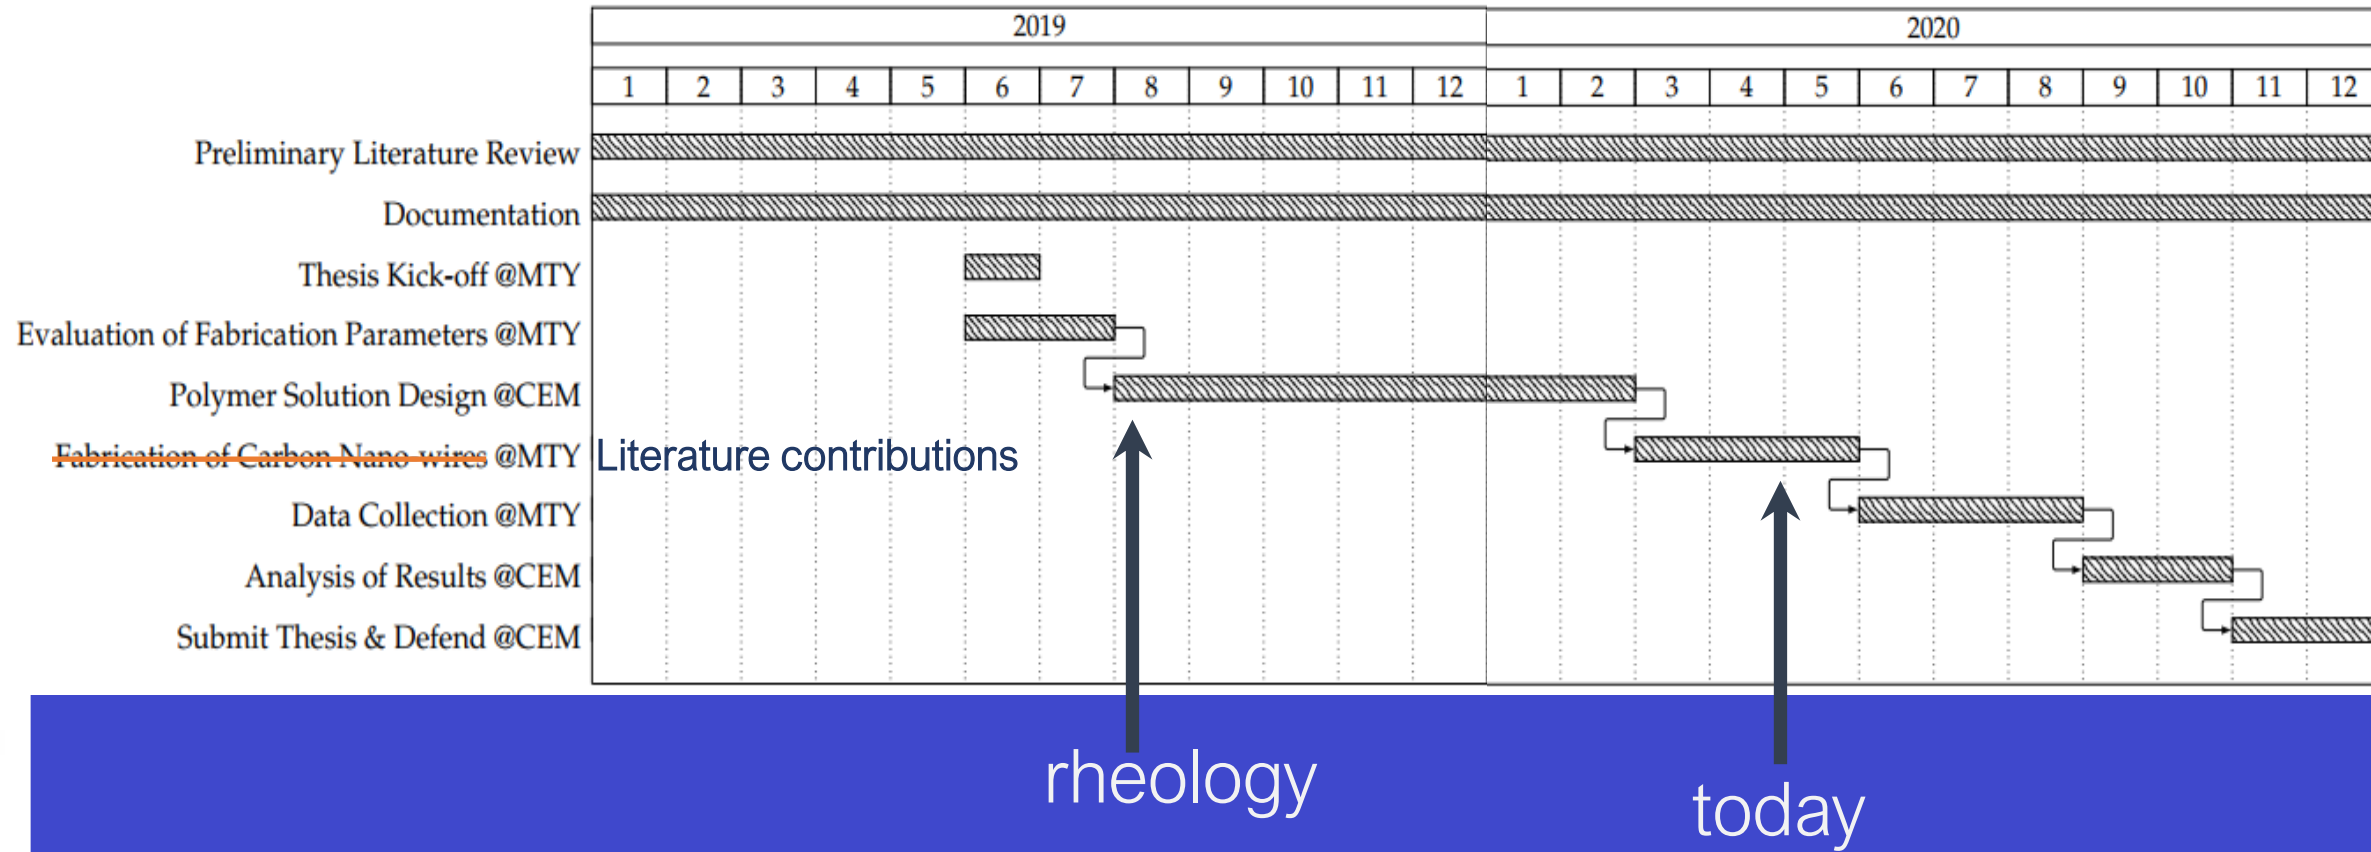 2019 2020
1 2 3 4 5 6 7 8 9 10 11 12 1 2 3 4 5 6 7 8 9 10 11 12
Preliminary Literature Review
Documentation
Thesis Kick-off @MTY
Evaluation of Fabrication Parameters @MTY
Polymer Solution Design @CEM
Fabrication of Carbon Nano-wires @MTY Literature contributions
Data Collection @MTY
Analysis of Results @CEM
Submit Thesis & Defend @CEM
rheology
today